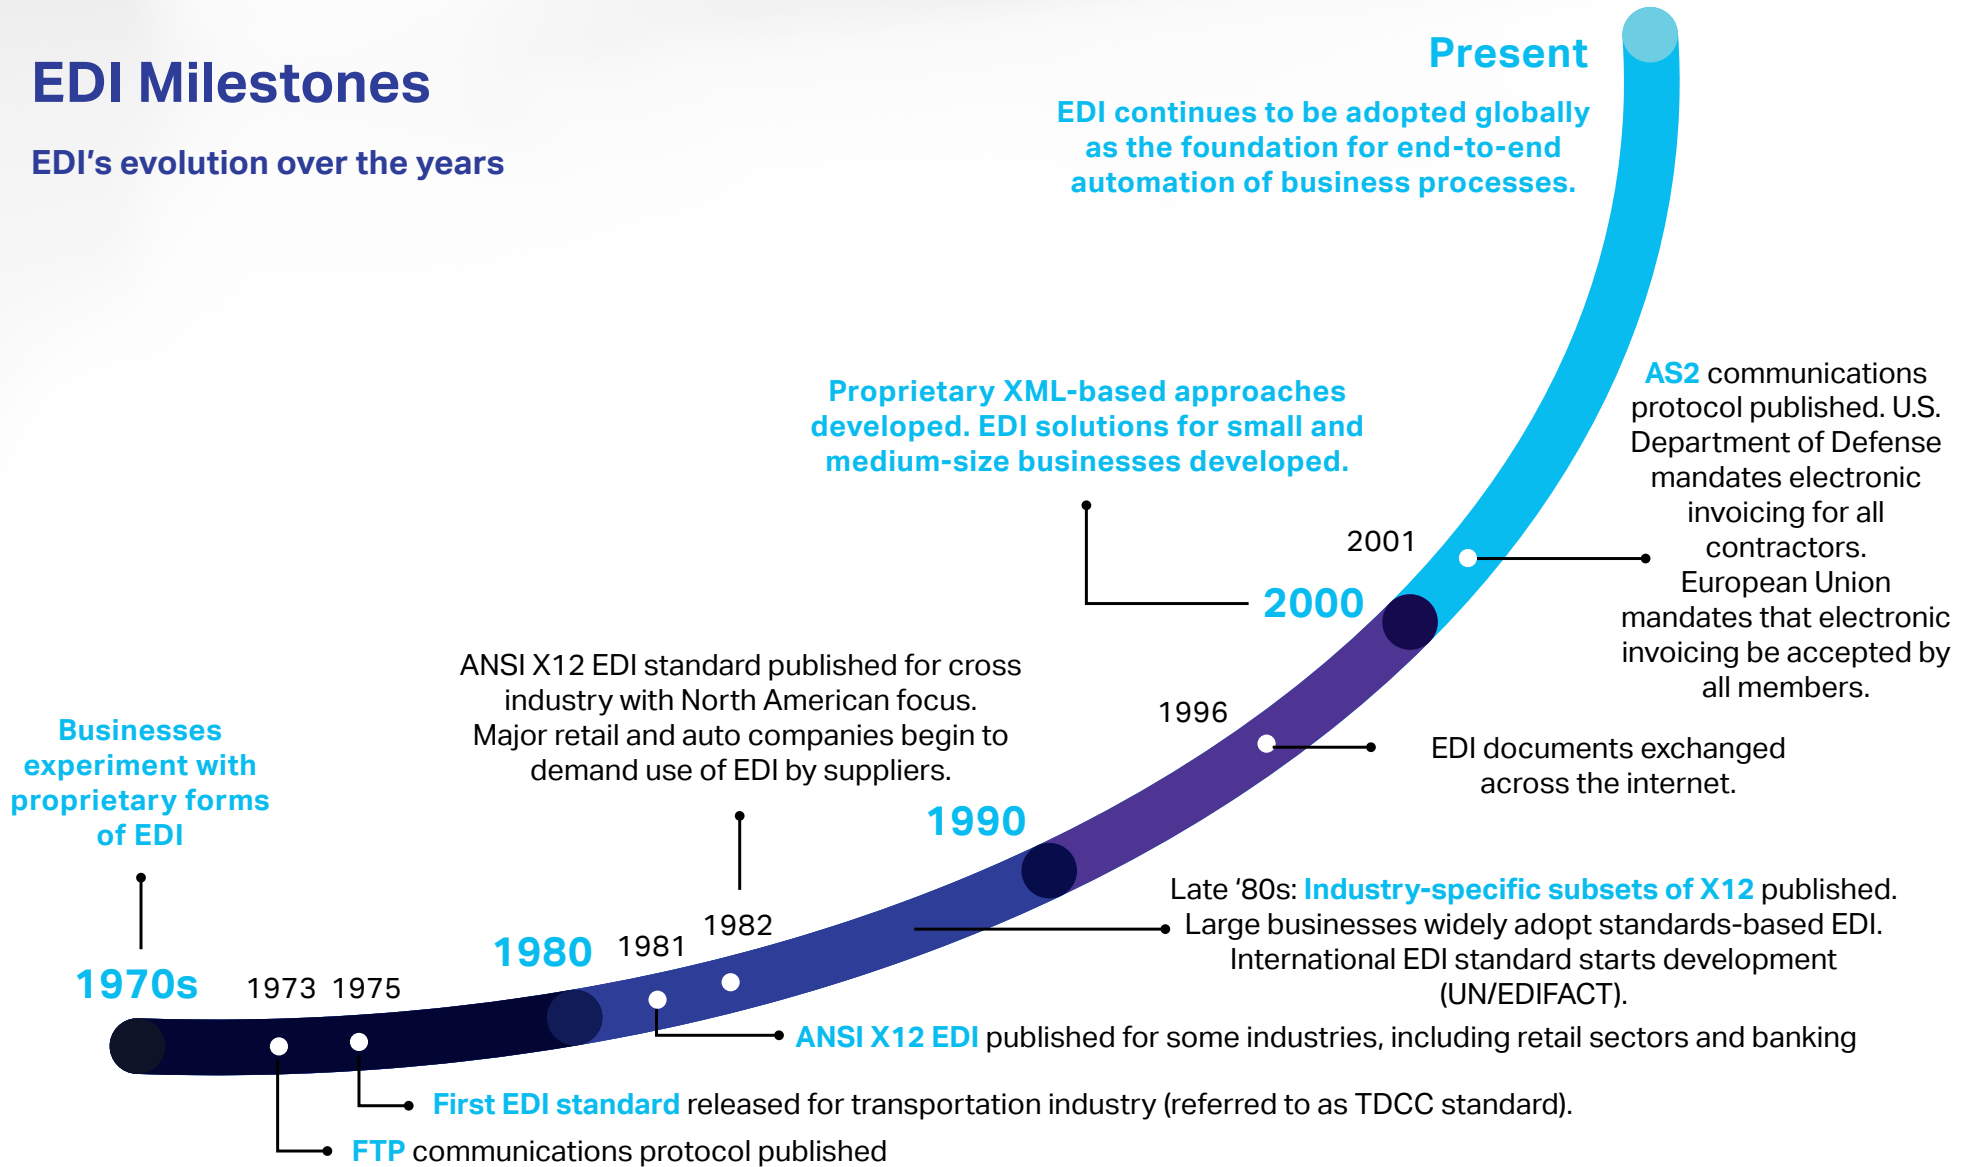 EDI Milestones
EDI’s evolution over the years
Present
EDI continues to be adopted globally
as the foundation for end-to-end
automation of business processes.
AS2 communications
protocol published. U.S.
Department of Defense
mandates electronic
invoicing for all
contractors.
European Union
mandates that electronic
invoicing be accepted by
all members.
Proprietary XML-based approaches
developed. EDI solutions for small and
medium-size businesses developed.
2001
2000
ANSI X12 EDI standard published for cross
industry with North American focus.
Major retail and auto companies begin to
demand use of EDI by suppliers.
1996
EDI documents exchanged
across the internet.
Businesses
experiment with
proprietary forms
of EDI
1990
Late ‘80s: Industry-specific subsets of X12 published.
Large businesses widely adopt standards-based EDI.
International EDI standard starts development
(UN/EDIFACT).
1982
1981
1980
1970s
1973
1975
ANSI X12 EDI published for some industries, including retail sectors and banking
First EDI standard released for transportation industry (referred to as TDCC standard).
FTP communications protocol published